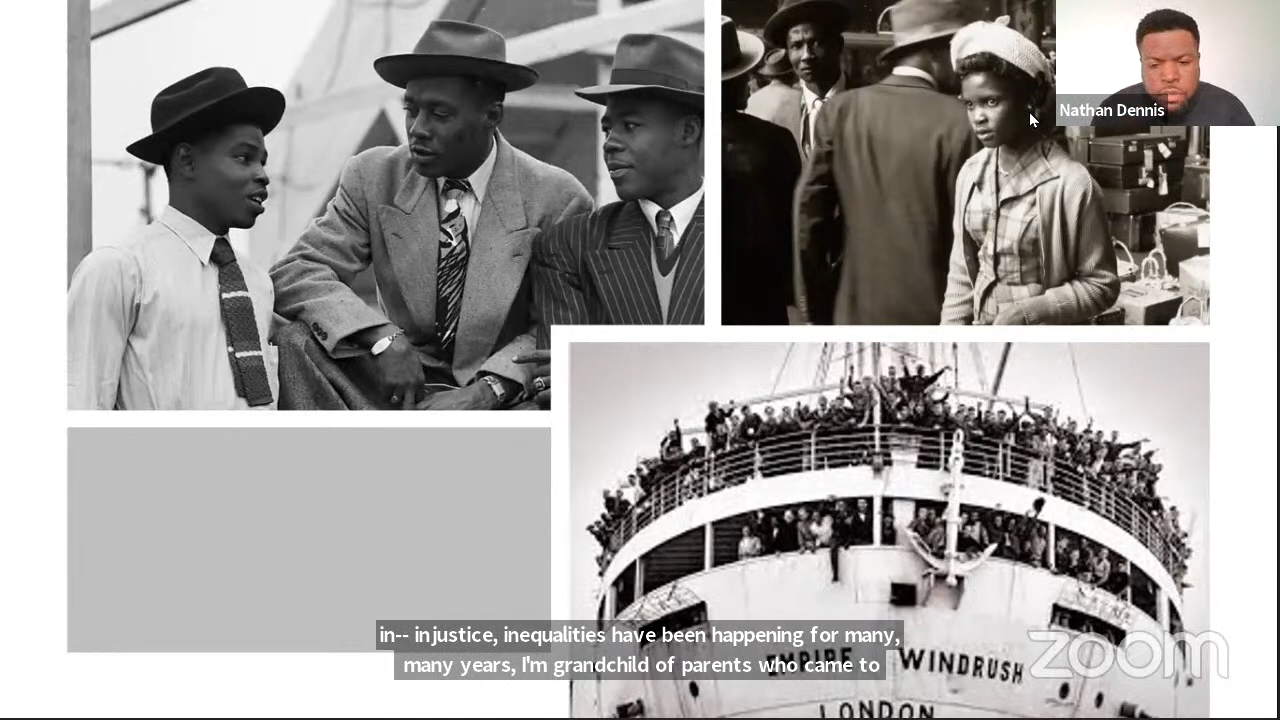 Nathan Dennis
in-- injustice, inequalities have been happening for many,
many years, I'm grandchild of parents who came to
EMPIRE WINDRUSH
LONDON
zoom